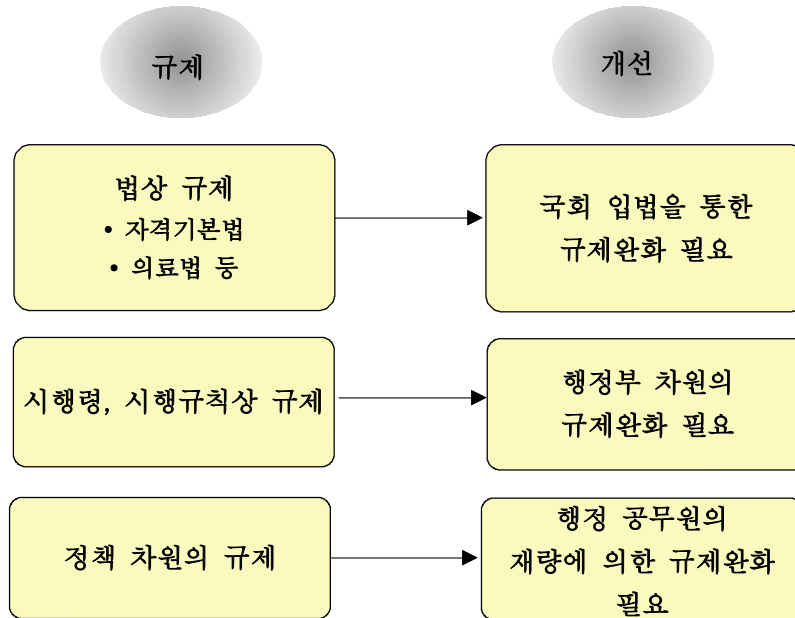 규제
개선
법상 규제
• 자격기본법
• 의료법 등
국회 입법을 통한
규제완화 필요
시행령, 시행규칙상 규제
행정부 차원의
규제완화 필요
정책 차원의 규제
행정 공무원의
재량에 의한 규제완화
필요